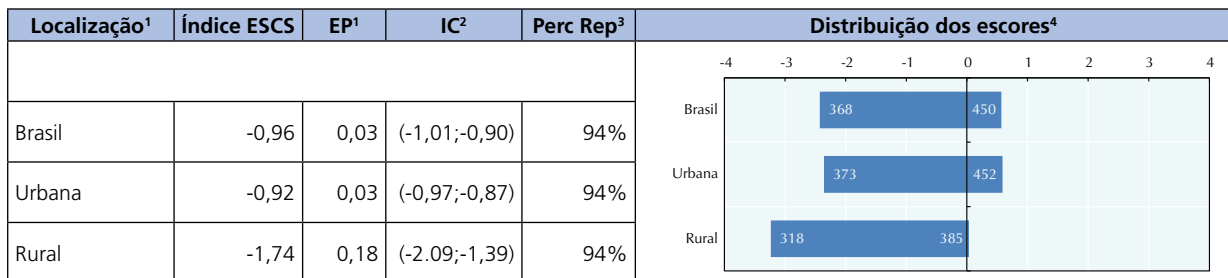 Localização¹ Índice ESCS EP¹ IC² Perc Rep³ Distribuição dos escores⁴
-4 -3 -2 -1 0 1 2 3 4
Brasil -0,96 0,03 (-1,01;-0,90) 94% Brasil 368 450
Urbana -0,92 0,03 (-0,97;-0,87) 94% Urbana 373 452
Rural -1,74 0,18 (-2.09;-1,39) 94% Rural 318 385